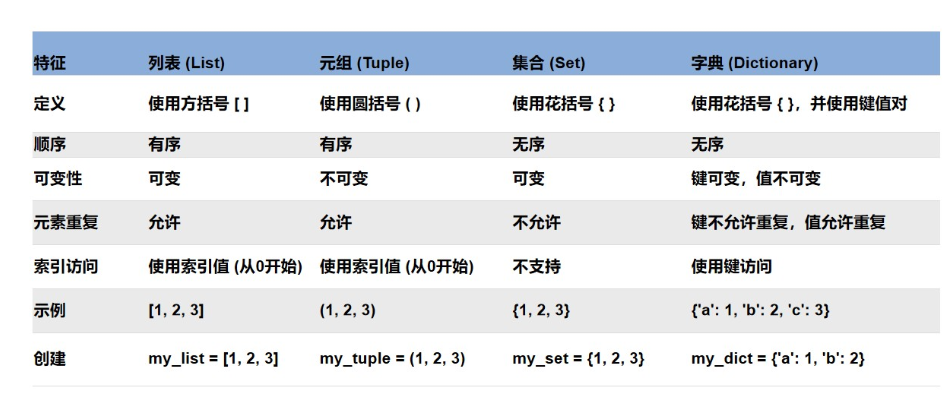 特征 列表 (List) 元组 (Tuple) 集合 (Set) 字典 (Dictionary)
定义 使用方括号 [ ] 使用圆括号 ( ) 使用花括号 { } 使用花括号 { }，并使用键值对
顺序 有序 有序 无序 无序
可变性 可变 不可变 可变 键可变，值不可变
元素重复 允许 允许 不允许 键不允许重复，值允许重复
索引访问 使用索引值 (从0开始) 使用索引值 (从0开始) 不支持 使用键访问
示例 [1, 2, 3] (1, 2, 3) {1, 2, 3} {'a': 1, 'b': 2, 'c': 3}
创建 my_list = [1, 2, 3] my_tuple = (1, 2, 3) my_set = {1, 2, 3} my_dict = {'a': 1, 'b': 2}